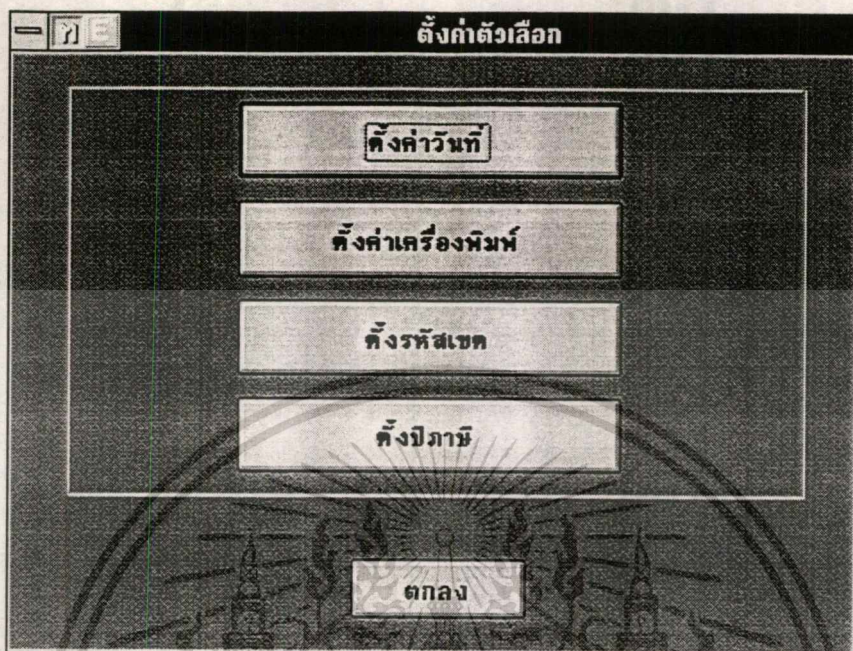 ก E ตั้งค่าตัวเลือก
ตั้งค่าวันที่
ตั้งค่าเครื่องพิมพ์
ตั้งรหัสเขต
ตั้งปีภาษี
ตกลง